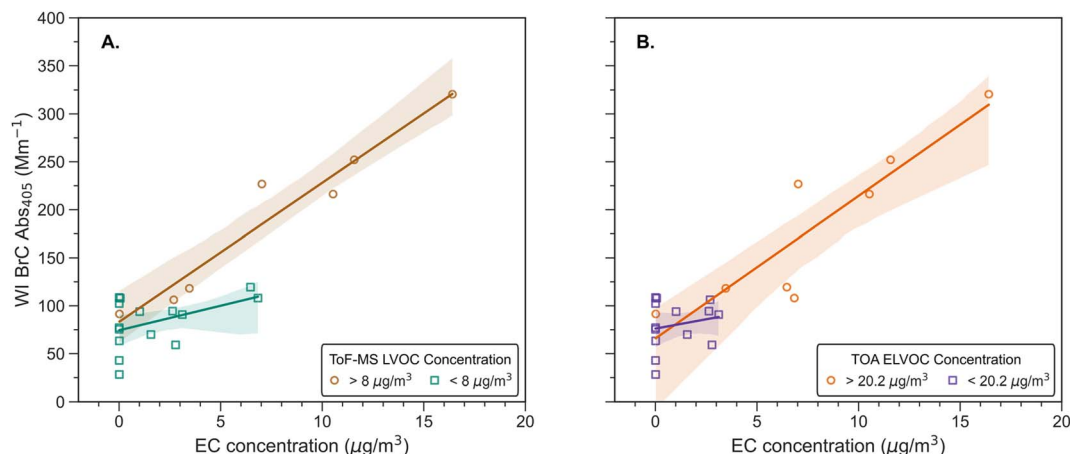 A.
WI BrC Abs₄₀₅ (Mm⁻¹)
400
350
300
250
200
150
100
50
0
ToF-MS LVOC Concentration
> 8 μg/m³ < 8 μg/m³
0 5 10 15 20
EC concentration (μg/m³)
B.
TOA ELVOC Concentration
> 20.2 μg/m³ < 20.2 μg/m³
0 5 10 15 20
EC concentration (μg/m³)